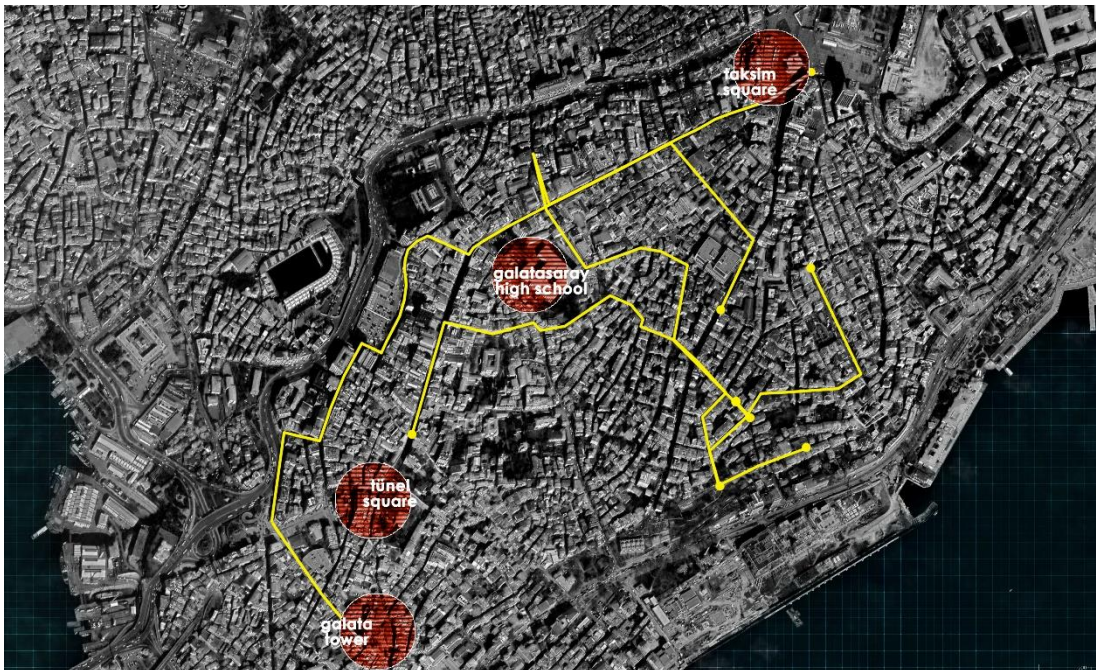 taksim
square
galatasaray
high school
tünel
square
galata
tower